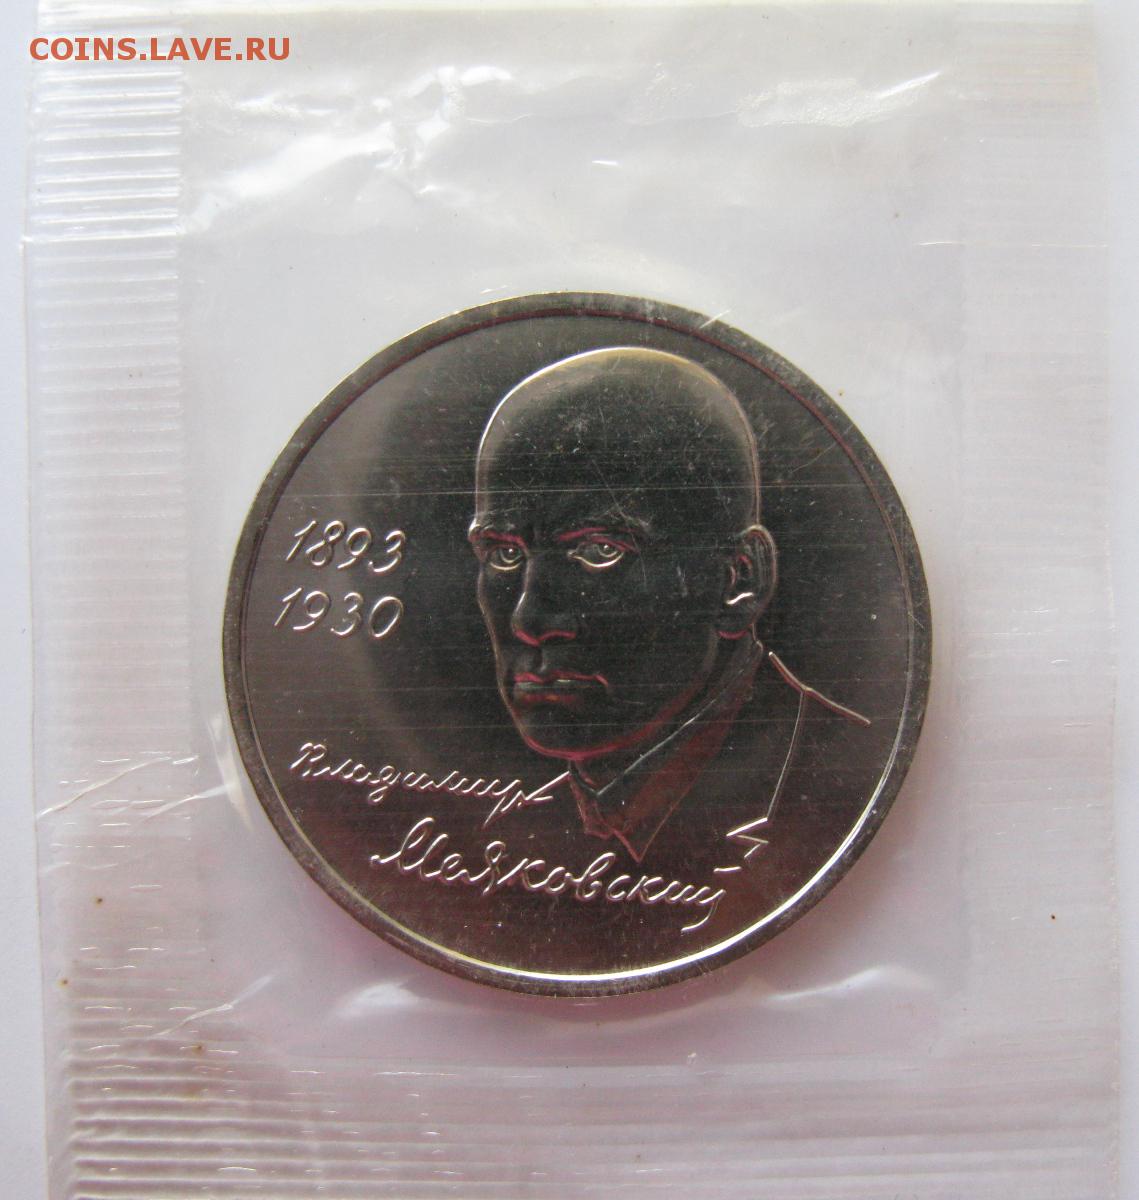 COINS.LAVE.RU
1893
1930
Владимир
Маяковский